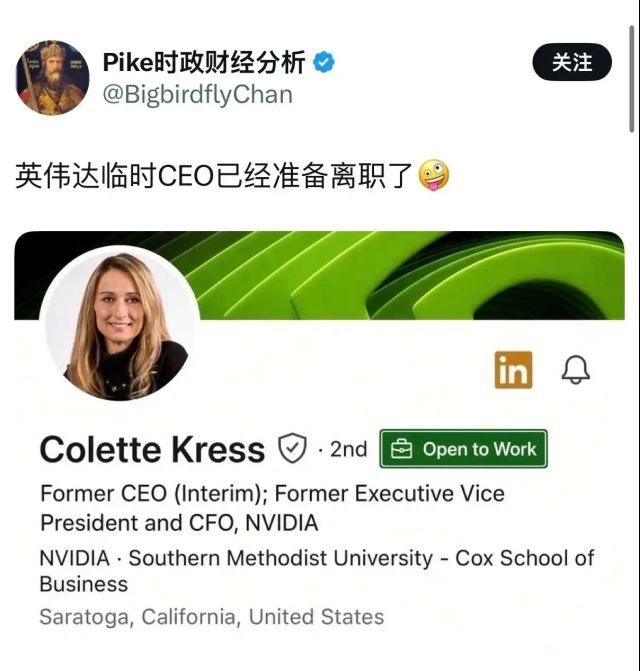 Pike时政财经分析
关注
@BigbirdflyChan
英伟达临时CEO已经准备离职了🤪
in
Colette Kress · 2nd Open to Work
Former CEO (Interim); Former Executive Vice
President and CFO, NVIDIA
NVIDIA · Southern Methodist University – Cox School of
Business
Saratoga, California, United States